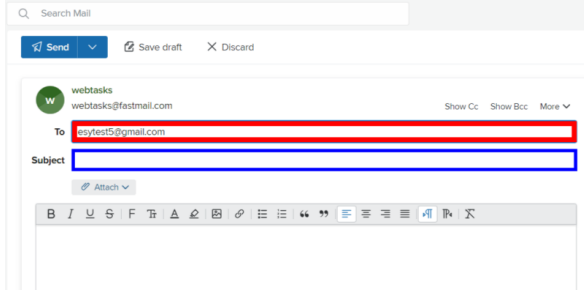 Search Mail
Send Save draft Discard
webtasks
w webtasks@fastmail.com
Show Cc Show Bcc More
To esytest5@gmail.com
Subject
Attach